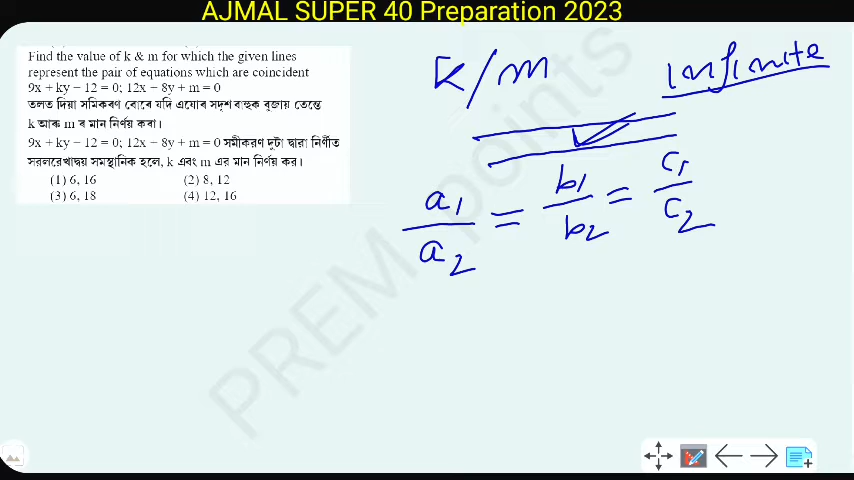 AJMAL SUPER 40 Preparation 2023
Find the value of k & m for which the given lines
represent the pair of equations which are coincident
9x + ky − 12 = 0; 12x − 8y + m = 0
তলত দিয়া সমিকৰণ বোৰে যদি এযোৰ সদৃশ ৰাহুক বুজায় তেন্তে
k আৰু m ৰ মান নিৰ্ণয় কৰা।
9x + ky − 12 = 0; 12x − 8y + m = 0 সমীকরণ দুটা দ্বারা নির্ণীত
সরলরেখাদ্বয় সমস্থানিক হলে, k এবং m এর মান নির্ণয় কর।
(1) 6, 16 (2) 8, 12
(3) 6, 18 (4) 12, 16
k/m infinite
a1/a2 = b1/b2 = c1/c2
PREM points